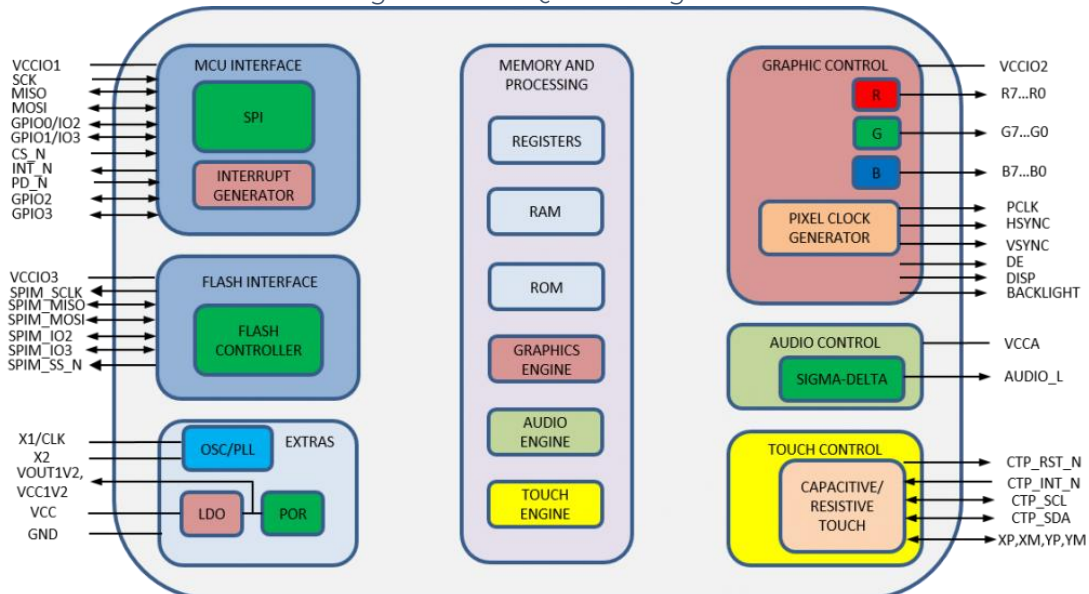 VCCIO1
SCK
MISO
MOSI
GPIO0/IO2
GPIO1/IO3
CS_N
INT_N
PD_N
GPIO2
GPIO3
MCU INTERFACE
SPI
INTERRUPT
GENERATOR
VCCIO3
SPIM_SCLK
SPIM_MISO
SPIM_MOSI
SPIM_IO2
SPIM_IO3
SPIM_SS_N
FLASH INTERFACE
FLASH
CONTROLLER
X1/CLK
X2
VOUT1V2,
VCC1V2
VCC
GND
OSC/PLL
EXTRAS
LDO
POR
MEMORY AND
PROCESSING
REGISTERS
RAM
ROM
GRAPHICS
ENGINE
AUDIO
ENGINE
TOUCH
ENGINE
GRAPHIC CONTROL
R
G
B
PIXEL CLOCK
GENERATOR
VCCIO2
R7...R0
G7...G0
B7...B0
PCLK
HSYNC
VSYNC
DE
DISP
BACKLIGHT
AUDIO CONTROL
SIGMA-DELTA
VCCA
AUDIO_L
TOUCH CONTROL
CAPACITIVE/
RESISTIVE
TOUCH
CTP_RST_N
CTP_INT_N
CTP_SCL
CTP_SDA
XP,XM,YP,YM